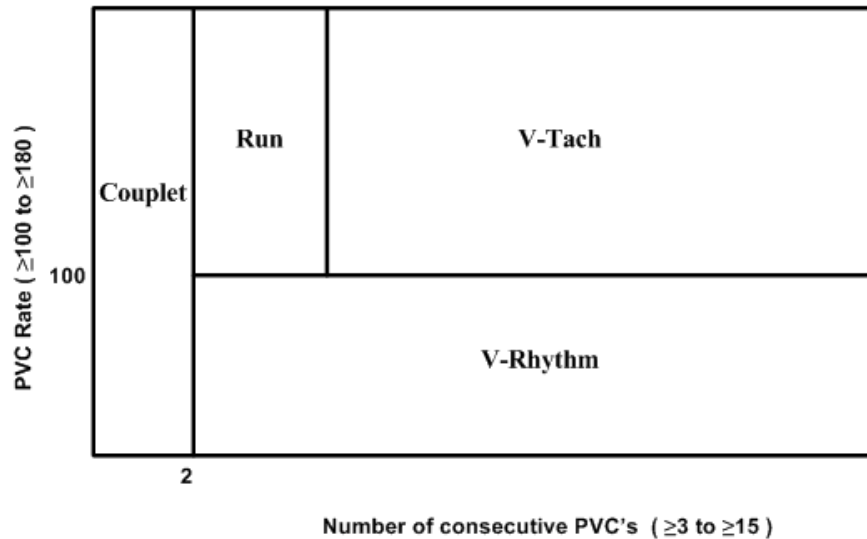 Run
V-Tach
Couplet
PVC Rate ( ≥100 to ≥180 )
100
V-Rhythm
2
Number of consecutive PVC's ( ≥3 to ≥15 )